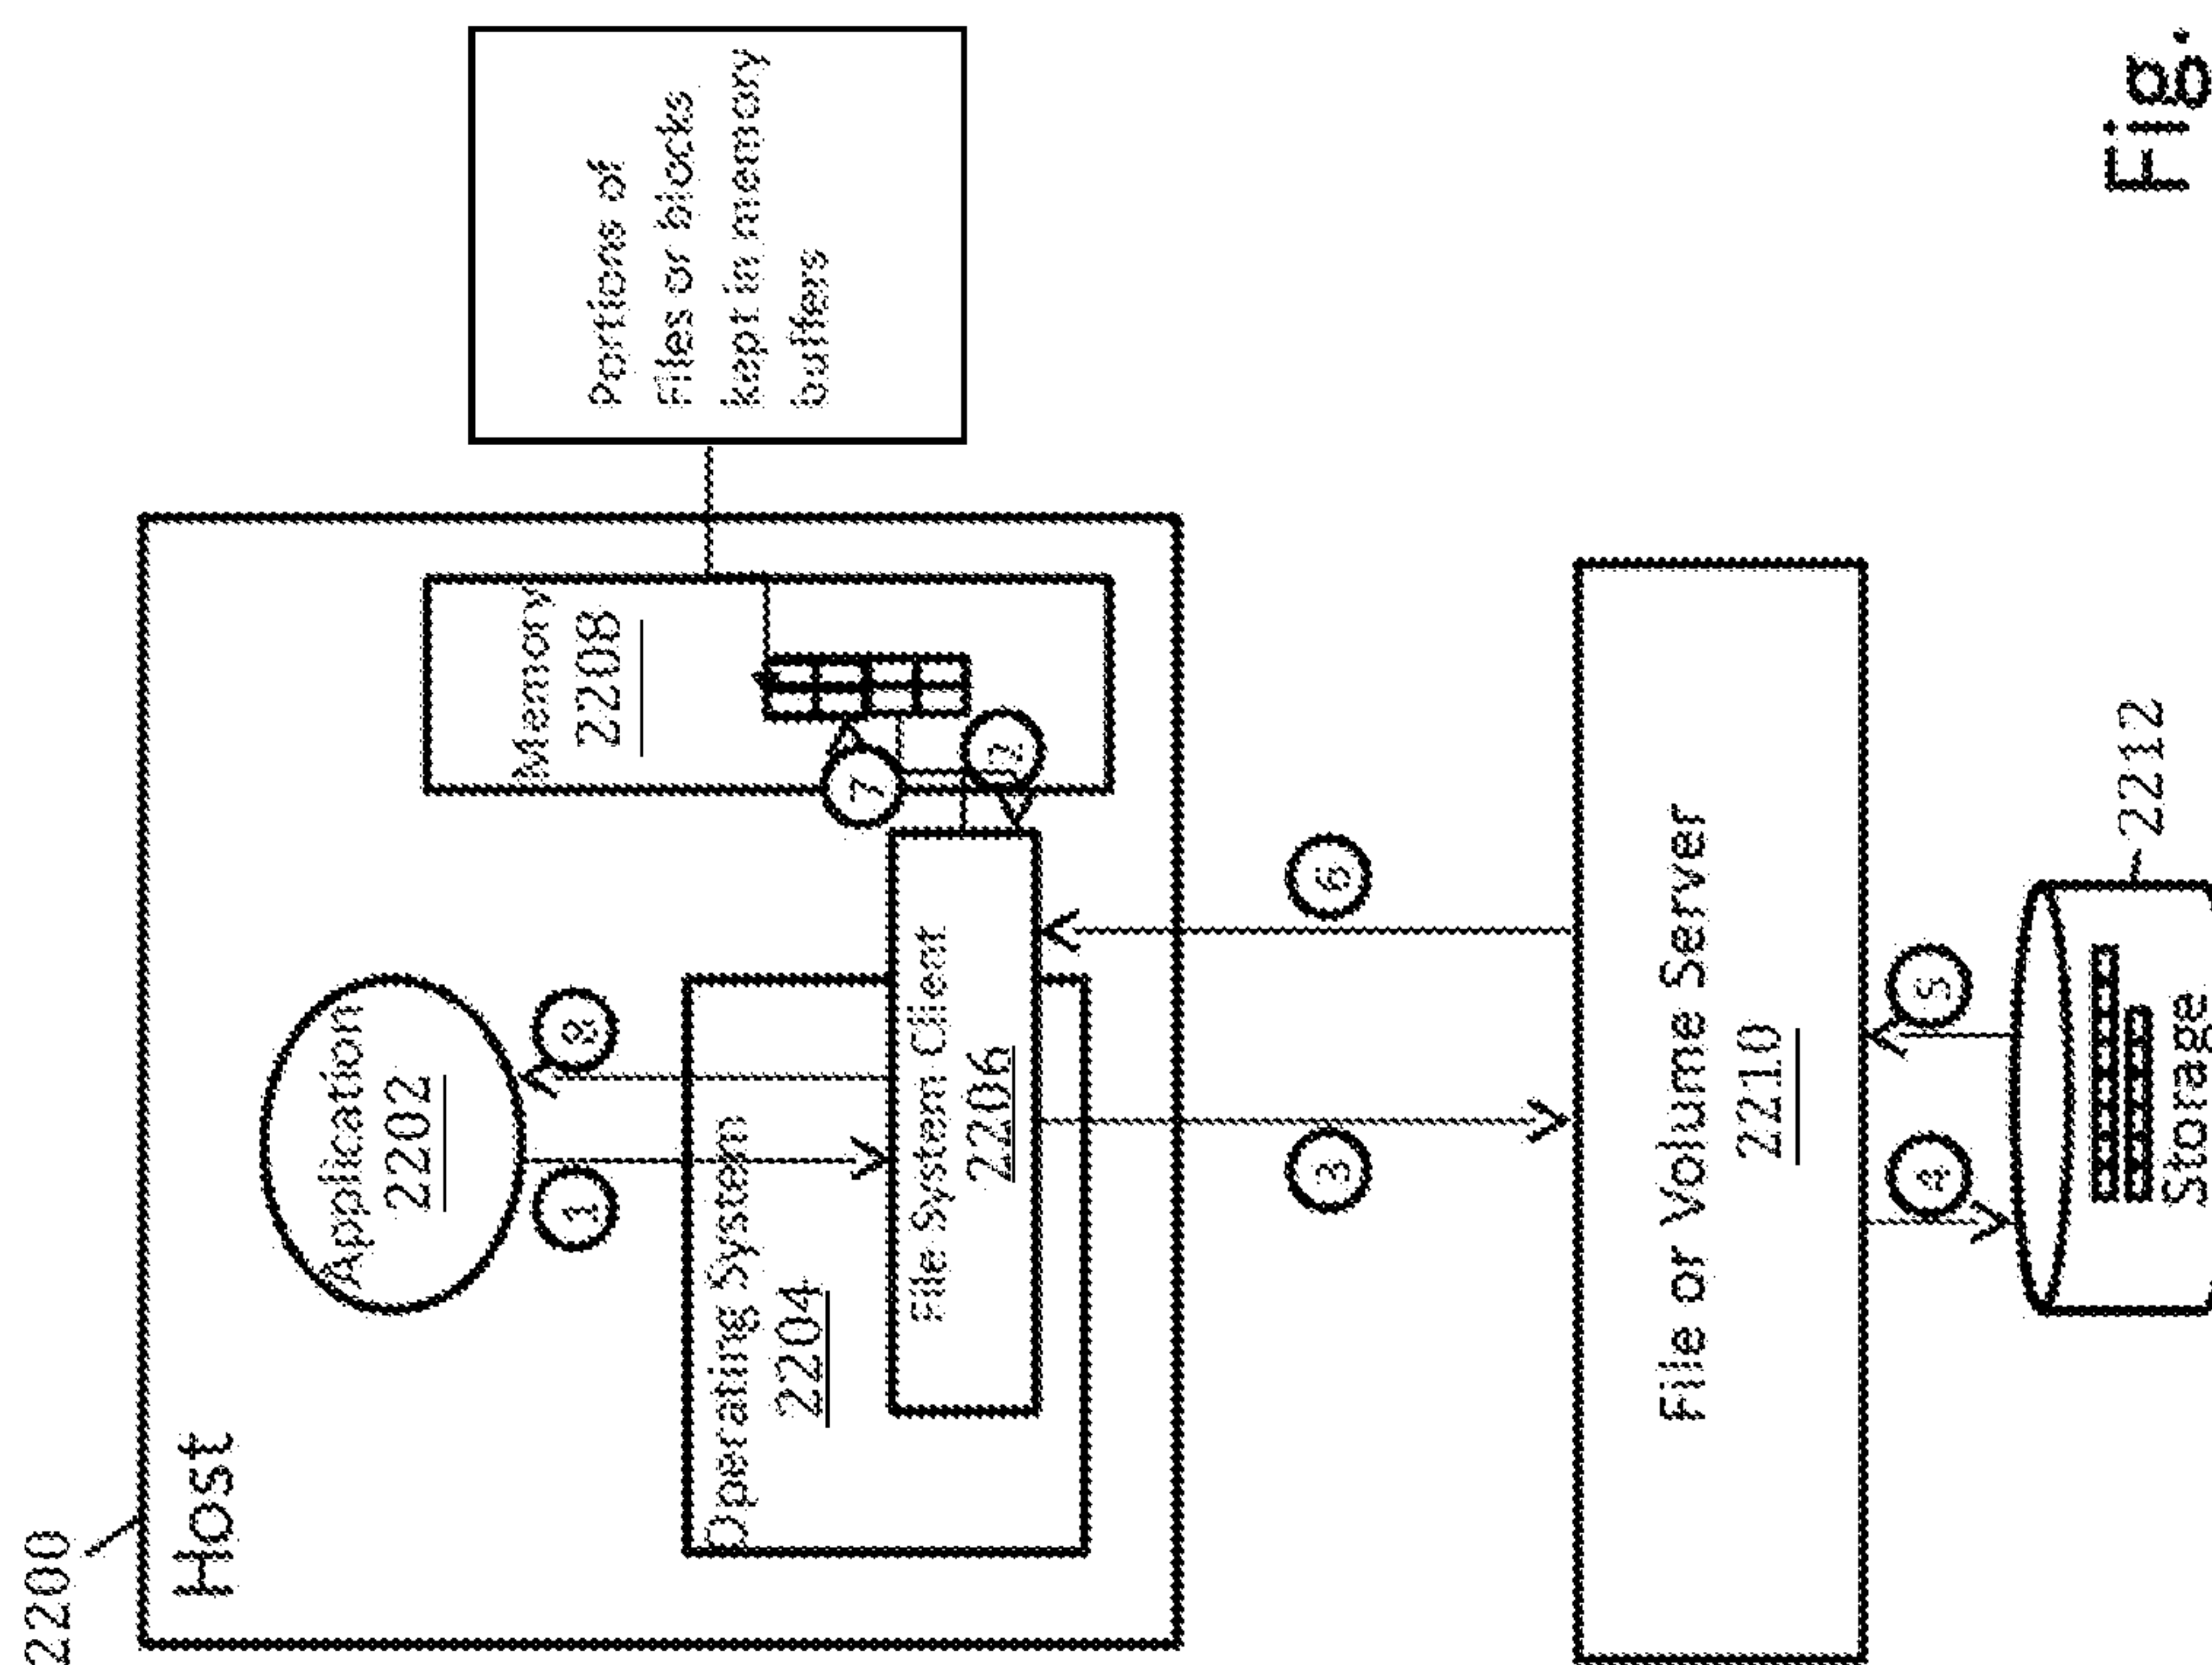 2200
Host
Application
2202
1
8
Operating System
2204
File System Client
2206
Memory
2208
7
2
Portions of
Files or blocks
kept in memory
buffers
3
6
File or Volume Server
2210
4
5
Storage
2212
Fig.